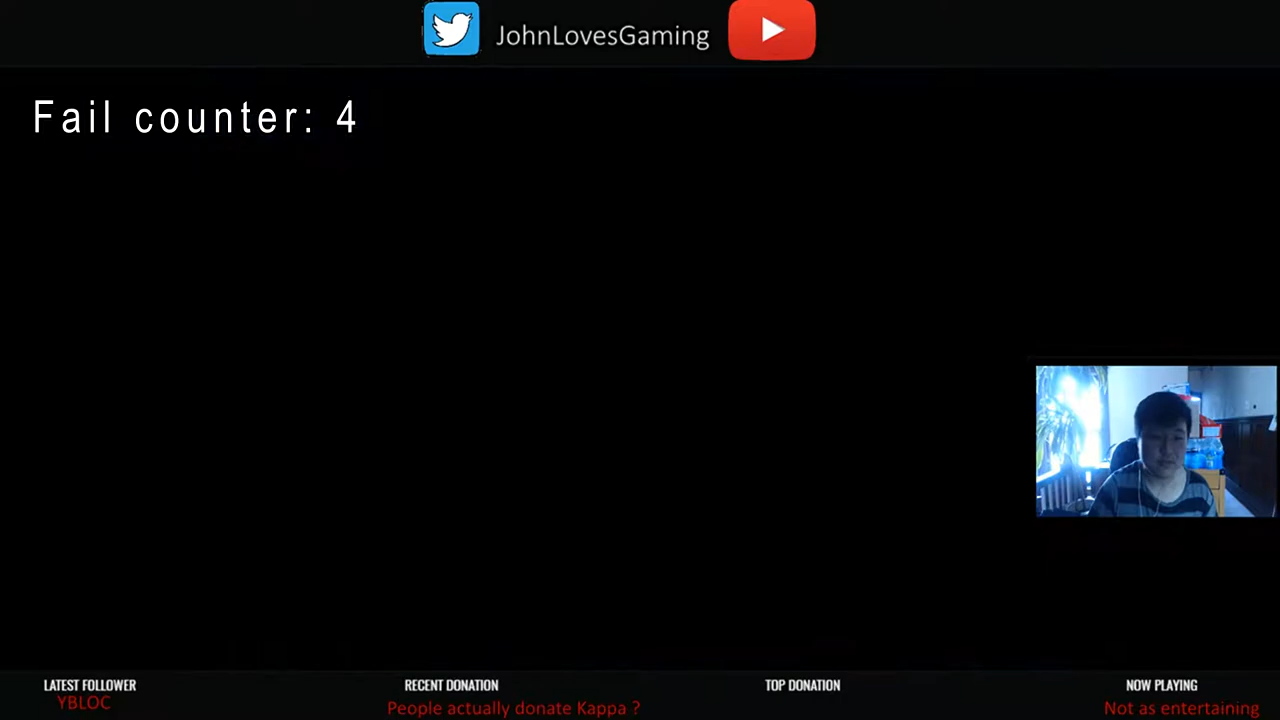 JohnLovesGaming
Fail counter: 4
LATEST FOLLOWER
YBLOC
RECENT DONATION
People actually donate Kappa ?
TOP DONATION
NOW PLAYING
Not as entertaining